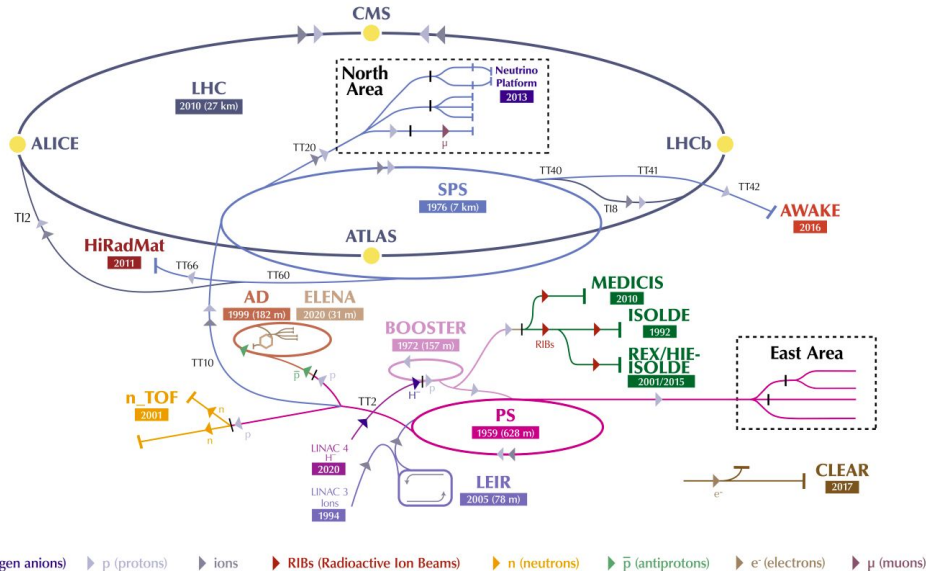 CMS
North
Area
Neutrino
Platform
2013
LHC
2010 (27 km)
ALICE
LHCb
TT20
μ
TT40
TT41
TT42
SPS
1976 (7 km)
TI8
AWAKE
2016
TI2
ATLAS
HiRadMat
2011
TT66
TT60
AD
1999 (182 m)
ELENA
2020 (31 m)
MEDICIS
2010
BOOSTER
1972 (157 m)
ISOLDE
1992
RIBs
REX/HIE-
ISOLDE
2001/2015
East Area
TT10
p̅
p
H⁻
p
TT2
n_TOF
2001
n
n
p
PS
1959 (628 m)
LINAC 4
H⁻
2020
LINAC 3
Ions
1994
LEIR
2005 (78 m)
CLEAR
2017
e⁻
gen anions)
p (protons)
ions
RIBs (Radioactive Ion Beams)
n (neutrons)
p̅ (antiprotons)
e⁻ (electrons)
μ (muons)